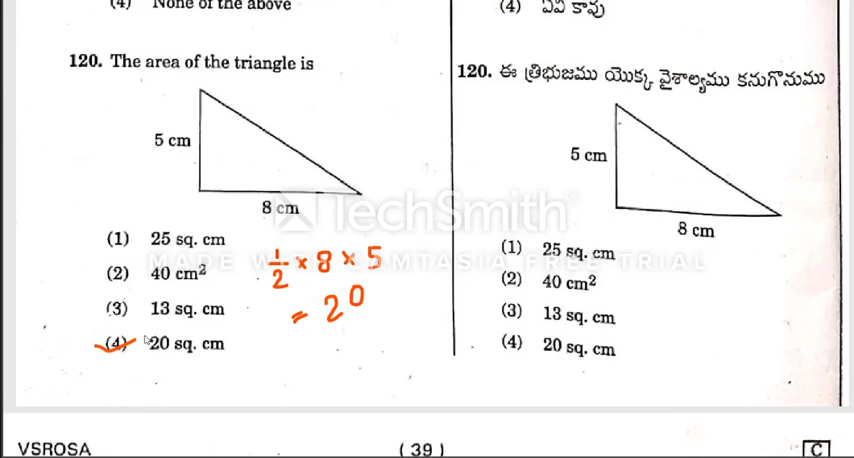 (4) None of the above
120. The area of the triangle is
5 cm
8 cm
(1) 25 sq. cm
(2) 40 cm²
(3) 13 sq. cm
(4) 20 sq. cm
1/2 × 8 × 5
= 20
(4) ఏవీ కావు
120. ఈ త్రిభుజము యొక్క వైశాల్యము కనుగొనుము
5 cm
8 cm
(1) 25 sq. cm
(2) 40 cm²
(3) 13 sq. cm
(4) 20 sq. cm
TechSmith
MADE WITH CAMTASIA FREE TRIAL
VSROSA
( 39 )
C